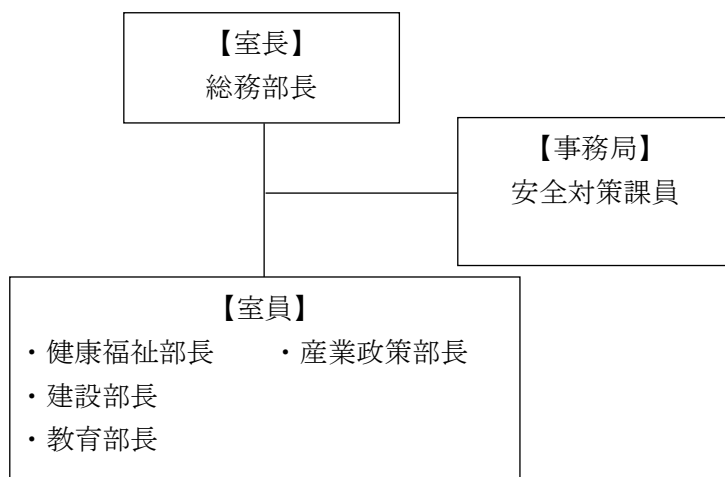 【室長】
総務部長
【事務局】
安全対策課員
【室員】
・健康福祉部長　　・産業政策部長
・建設部長
・教育部長